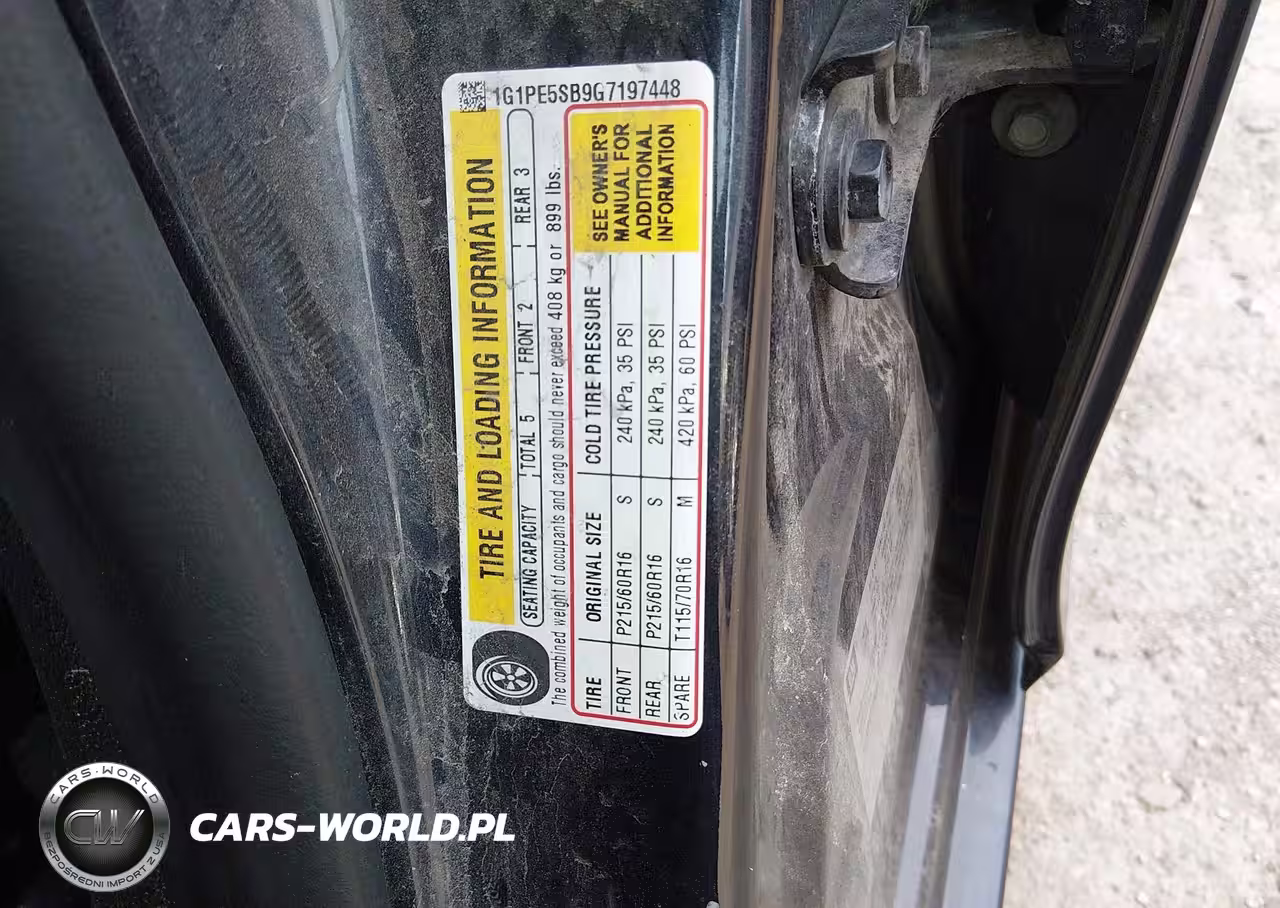 1G1PE5SB9G7197448
TIRE AND LOADING INFORMATION
SEATING CAPACITY TOTAL 5 FRONT 2 REAR 3
The combined weight of occupants and cargo should never exceed 408 kg or 899 lbs.
TIRE ORIGINAL SIZE COLD TIRE PRESSURE
FRONT P215/60R16 S 240 kPa, 35 PSI
REAR P215/60R16 S 240 kPa, 35 PSI
SPARE T115/70R16 M 420 kPa, 60 PSI
SEE OWNER'S
MANUAL FOR
ADDITIONAL
INFORMATION
CARS-WORLD
CW
BEZPOŚREDNI IMPORT Z USA
CARS-WORLD.PL